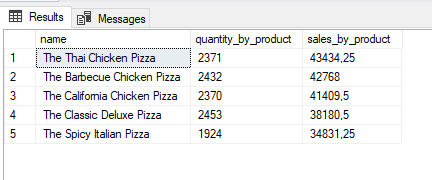 Results Messages
name quantity_by_product sales_by_product
1 The Thai Chicken Pizza 2371 43434,25
2 The Barbecue Chicken Pizza 2432 42768
3 The California Chicken Pizza 2370 41409,5
4 The Classic Deluxe Pizza 2453 38180,5
5 The Spicy Italian Pizza 1924 34831,25